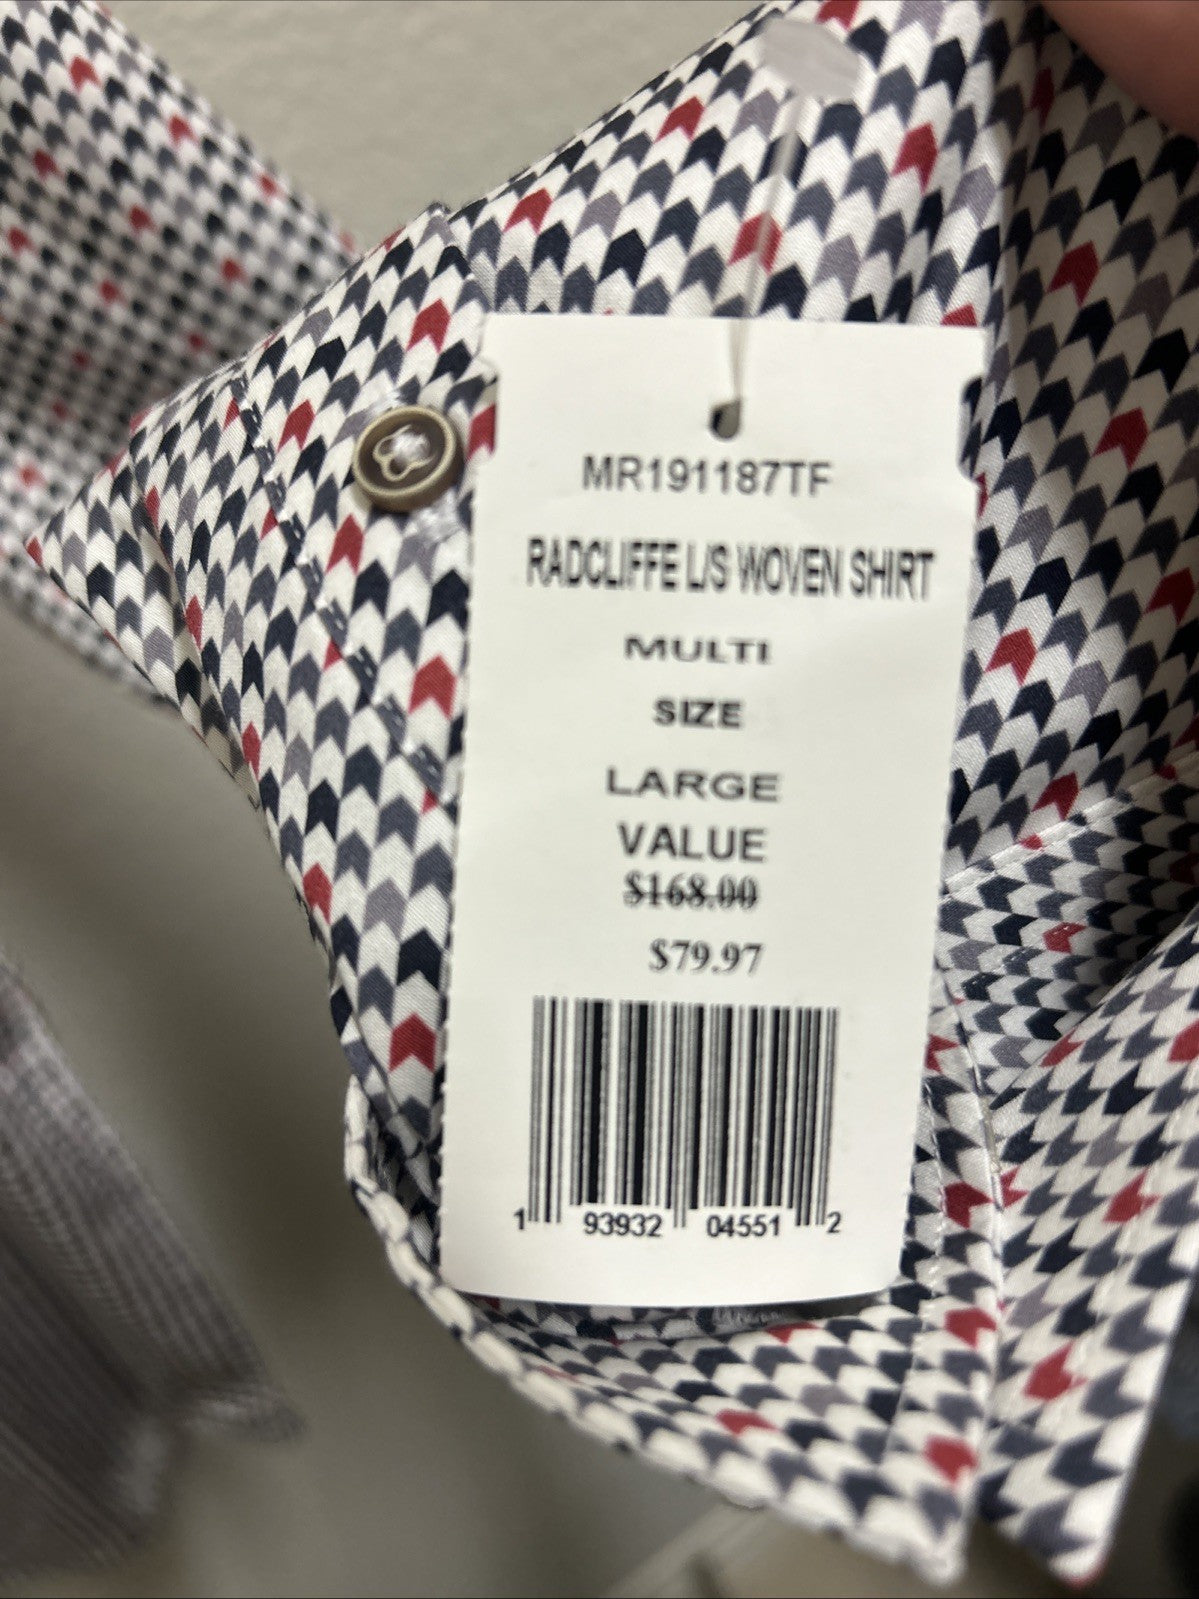 MR191187TF
RADCLIFFE L/S WOVEN SHIRT
MULTI
SIZE
LARGE
VALUE
$168.00
$79.97
1 93932 04551 2